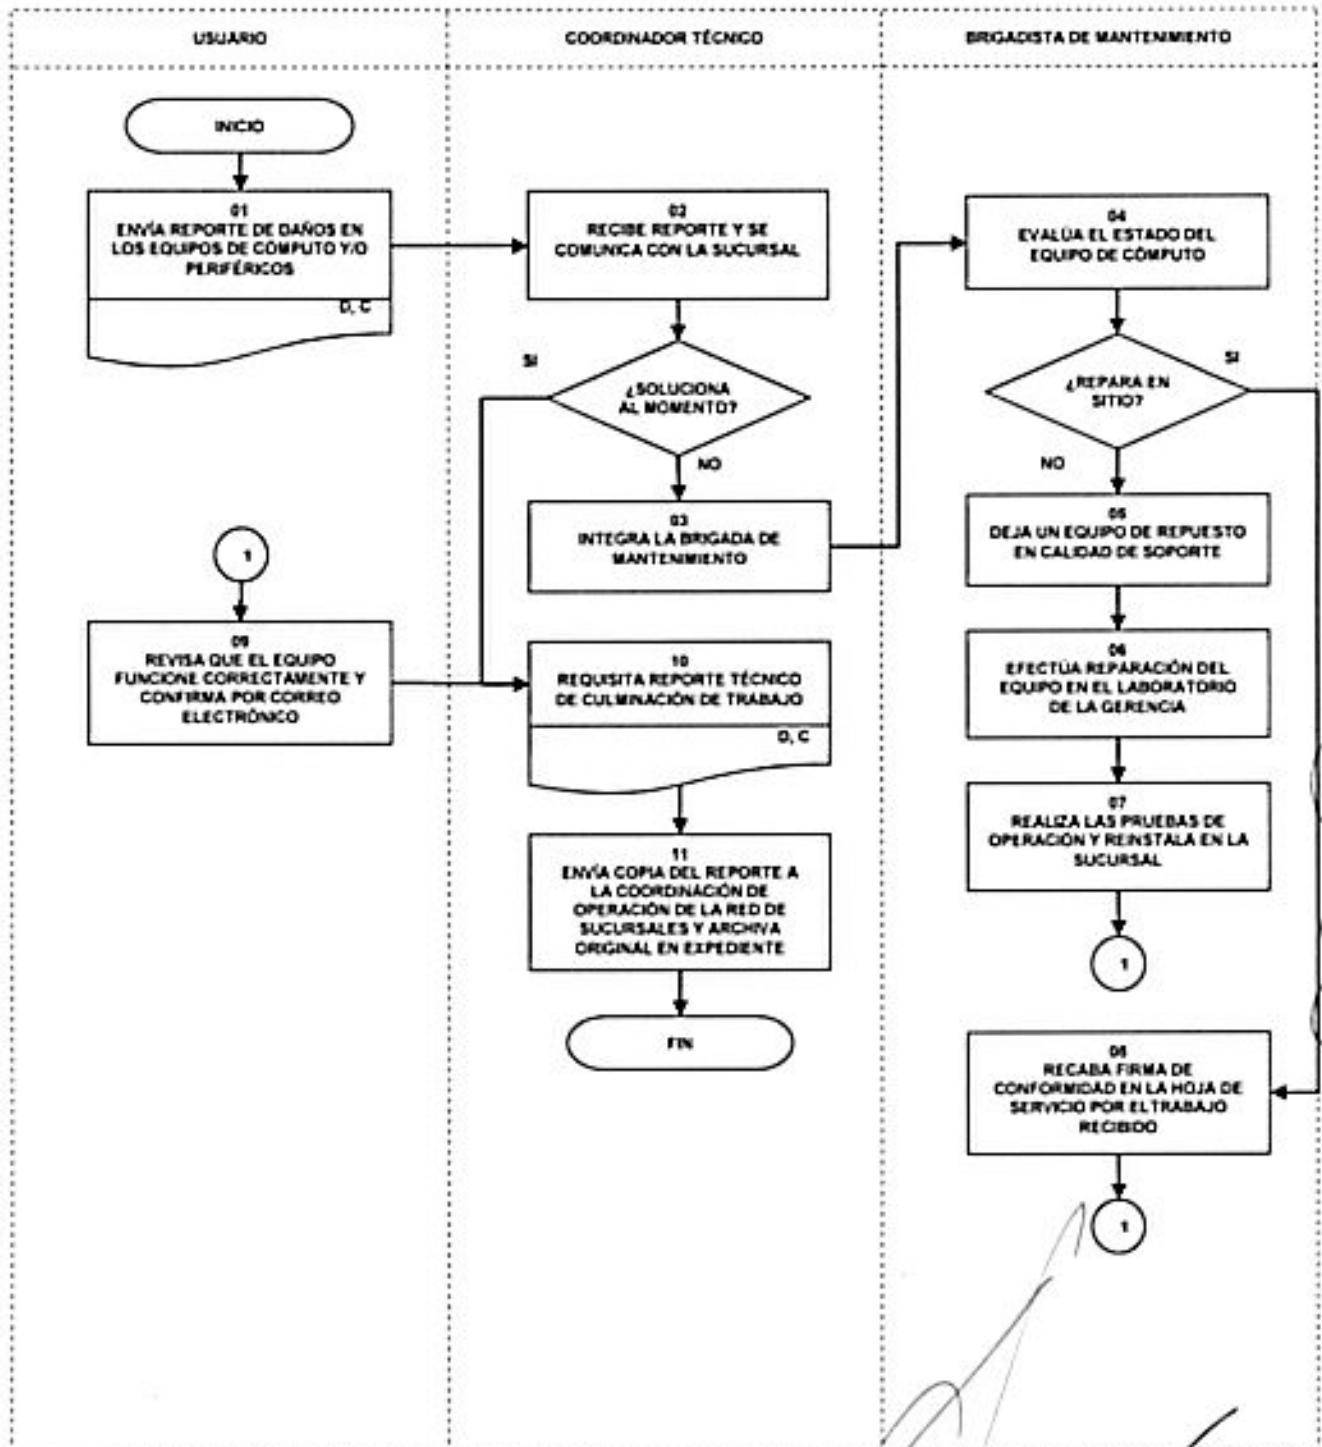 USUARIO
COORDINADOR TÉCNICO
BRIGADISTA DE MANTENIMIENTO
INICIO
01
ENVÍA REPORTE DE DAÑOS EN
LOS EQUIPOS DE CÓMPUTO Y/O
PERIFÉRICOS
D, C
1
09
REVISA QUE EL EQUIPO
FUNCIONE CORRECTAMENTE Y
CONFIRMA POR CORREO
ELECTRÓNICO
02
RECIBE REPORTE Y SE
COMUNICA CON LA SUCURSAL
SI
¿SOLUCIONA
AL MOMENTO?
NO
03
INTEGRA LA BRIGADA DE
MANTENIMIENTO
10
REQUISITA REPORTE TÉCNICO
DE CULMINACIÓN DE TRABAJO
D, C
11
ENVÍA COPIA DEL REPORTE A
LA COORDINACIÓN DE
OPERACIÓN DE LA RED DE
SUCURSALES Y ARCHIVA
ORIGINAL EN EXPEDIENTE
FIN
04
EVALÚA EL ESTADO DEL
EQUIPO DE CÓMPUTO
SI
¿REPARA EN
SITIO?
NO
05
DEJA UN EQUIPO DE REPUESTO
EN CALIDAD DE SOPORTE
06
EFECTÚA REPARACIÓN DEL
EQUIPO EN EL LABORATORIO
DE LA GERENCIA
07
REALIZA LAS PRUEBAS DE
OPERACIÓN Y REINSTALA EN LA
SUCURSAL
1
08
RECABA FIRMA DE
CONFORMIDAD EN LA HOJA DE
SERVICIO POR EL TRABAJO
RECIBIDO
1